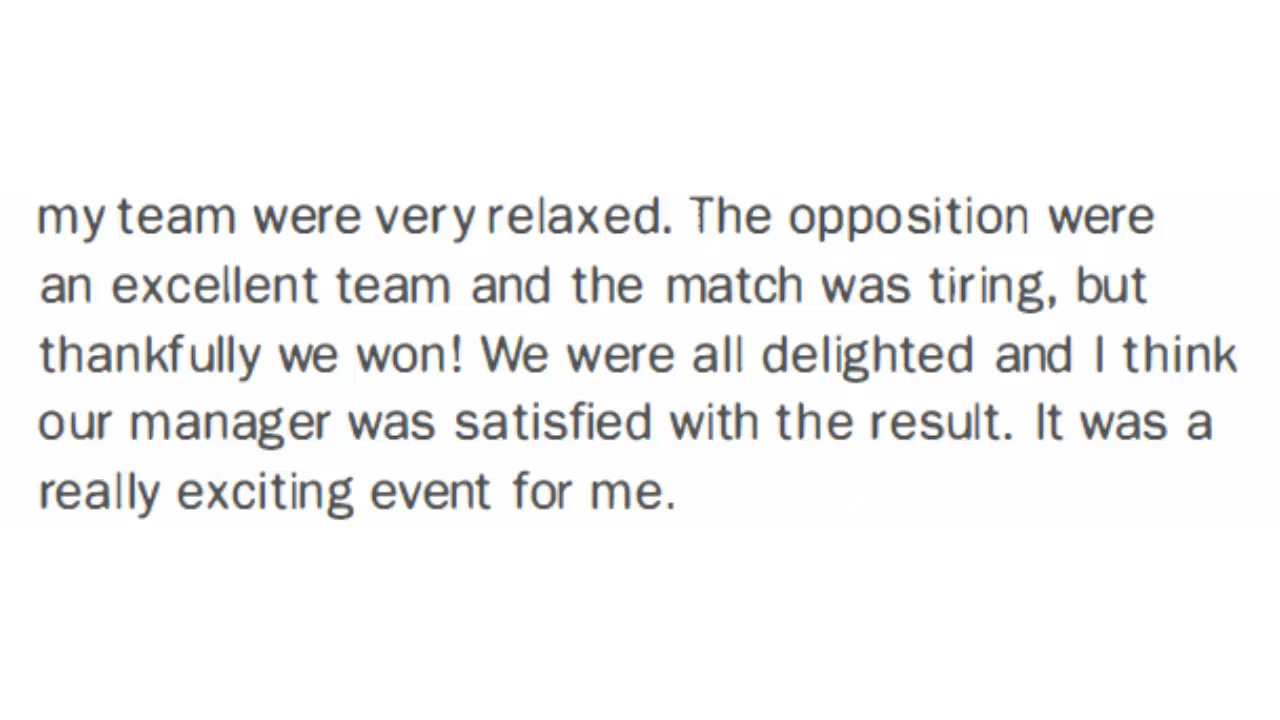 my team were very relaxed. The opposition were
an excellent team and the match was tiring, but
thankfully we won! We were all delighted and I think
our manager was satisfied with the result. It was a
really exciting event for me.